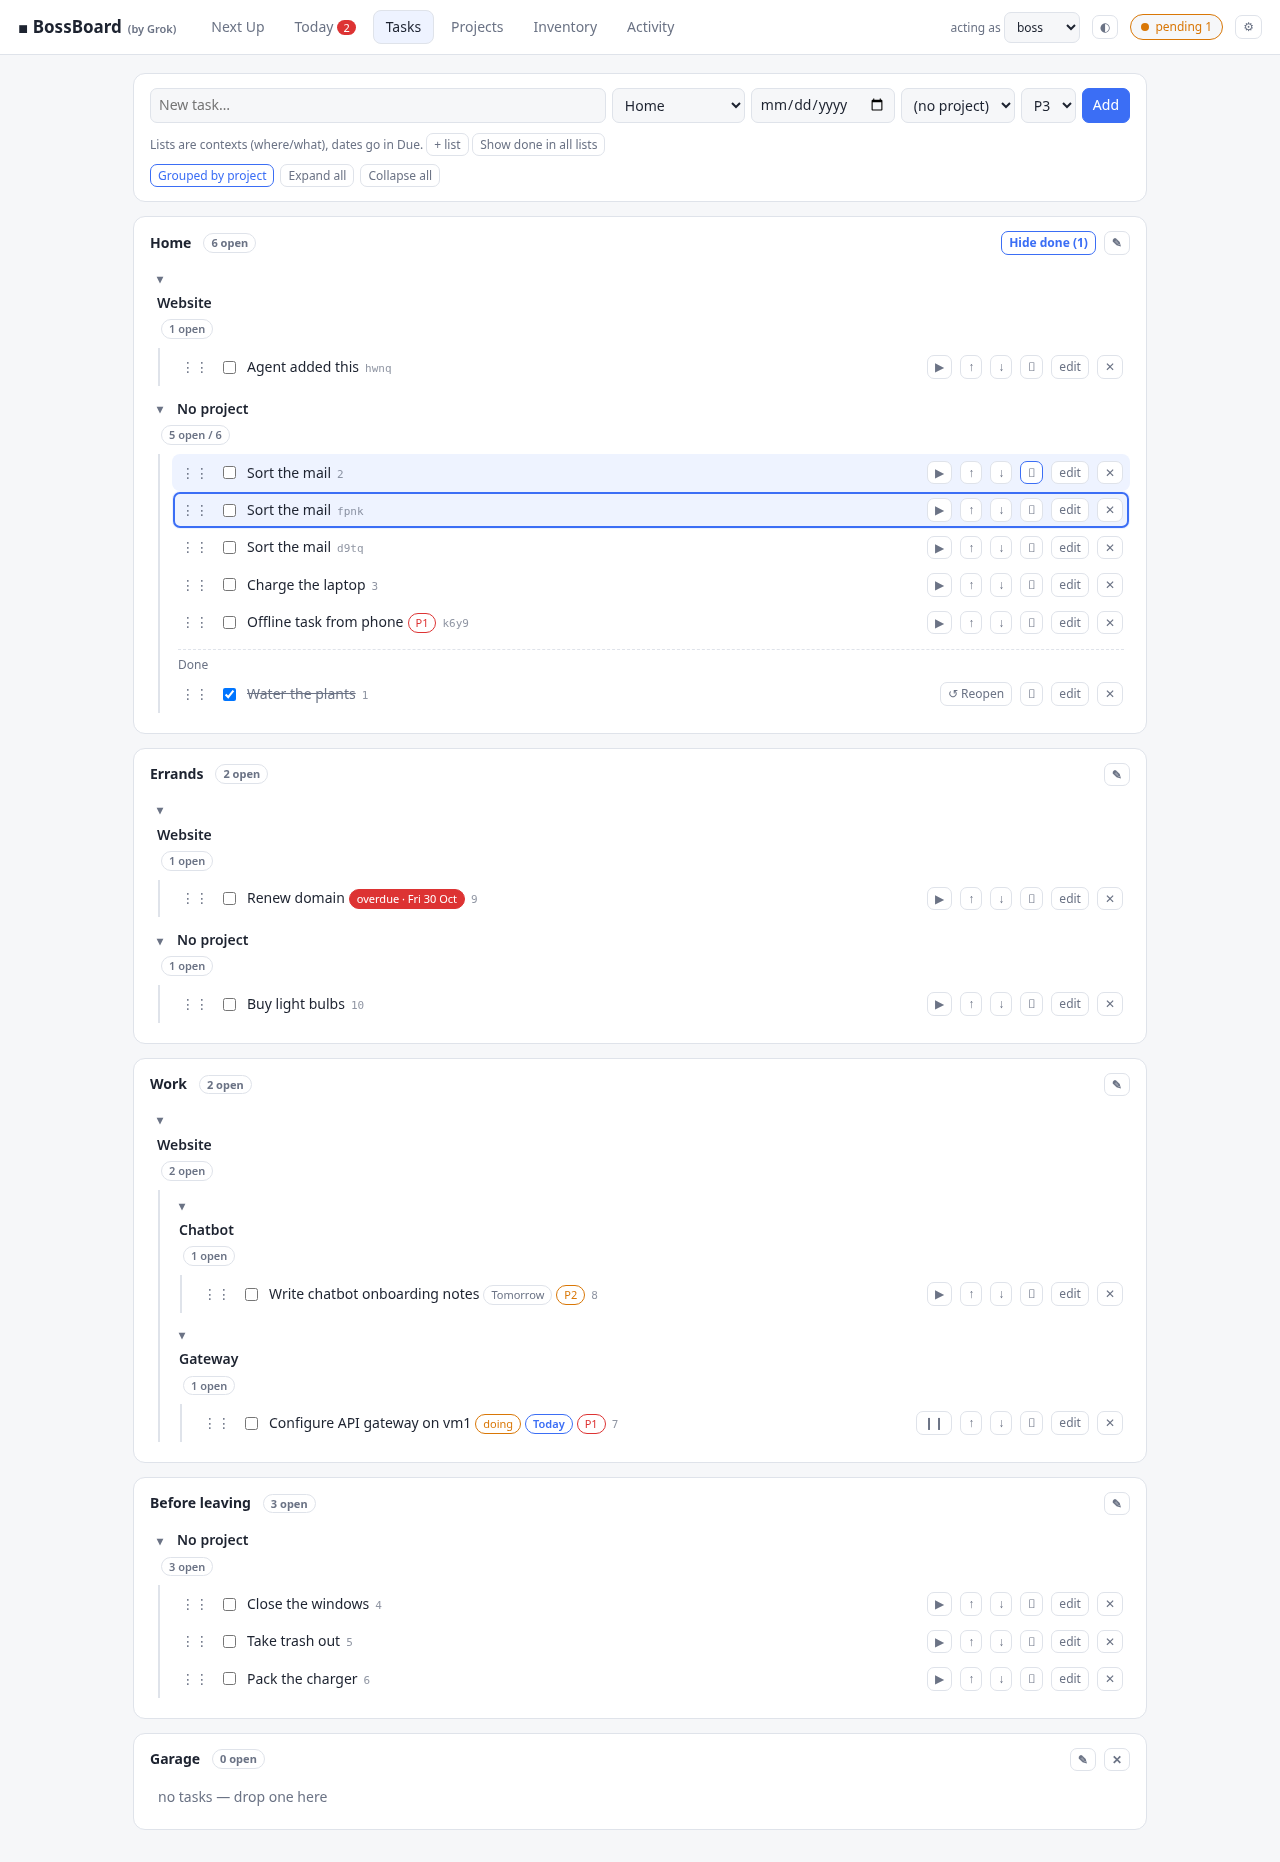 ■ BossBoard (by Grok) Next Up Today 2 Tasks Projects Inventory Activity acting as boss ◐ pending 1 ⚙
New task... Home mm/dd/yyyy (no project) P3 Add
Lists are contexts (where/what), dates go in Due. + list Show done in all lists
Grouped by project Expand all Collapse all
Home 6 open Hide done (1) ✎
▼
Website
1 open
⋮⋮ Agent added this hwnq ▶ ↑ ↓ ▯ edit ✕
▼ No project
5 open / 6
⋮⋮ Sort the mail 2 ▶ ↑ ↓ ▯ edit ✕
⋮⋮ Sort the mail fpnk ▶ ↑ ↓ ▯ edit ✕
⋮⋮ Sort the mail d9tq ▶ ↑ ↓ ▯ edit ✕
⋮⋮ Charge the laptop 3 ▶ ↑ ↓ ▯ edit ✕
⋮⋮ Offline task from phone P1 k6y9 ▶ ↑ ↓ ▯ edit ✕
Done
⋮⋮ Water the plants 1 ↺ Reopen ▯ edit ✕
Errands 2 open ✎
▼
Website
1 open
⋮⋮ Renew domain overdue · Fri 30 Oct 9 ▶ ↑ ↓ ▯ edit ✕
▼ No project
1 open
⋮⋮ Buy light bulbs 10 ▶ ↑ ↓ ▯ edit ✕
Work 2 open ✎
▼
Website
2 open
▼
Chatbot
1 open
⋮⋮ Write chatbot onboarding notes Tomorrow P2 8 ▶ ↑ ↓ ▯ edit ✕
▼
Gateway
1 open
⋮⋮ Configure API gateway on vm1 doing Today P1 7 ❙❙ ↑ ↓ ▯ edit ✕
Before leaving 3 open ✎
▼ No project
3 open
⋮⋮ Close the windows 4 ▶ ↑ ↓ ▯ edit ✕
⋮⋮ Take trash out 5 ▶ ↑ ↓ ▯ edit ✕
⋮⋮ Pack the charger 6 ▶ ↑ ↓ ▯ edit ✕
Garage 0 open ✎ ✕
no tasks — drop one here